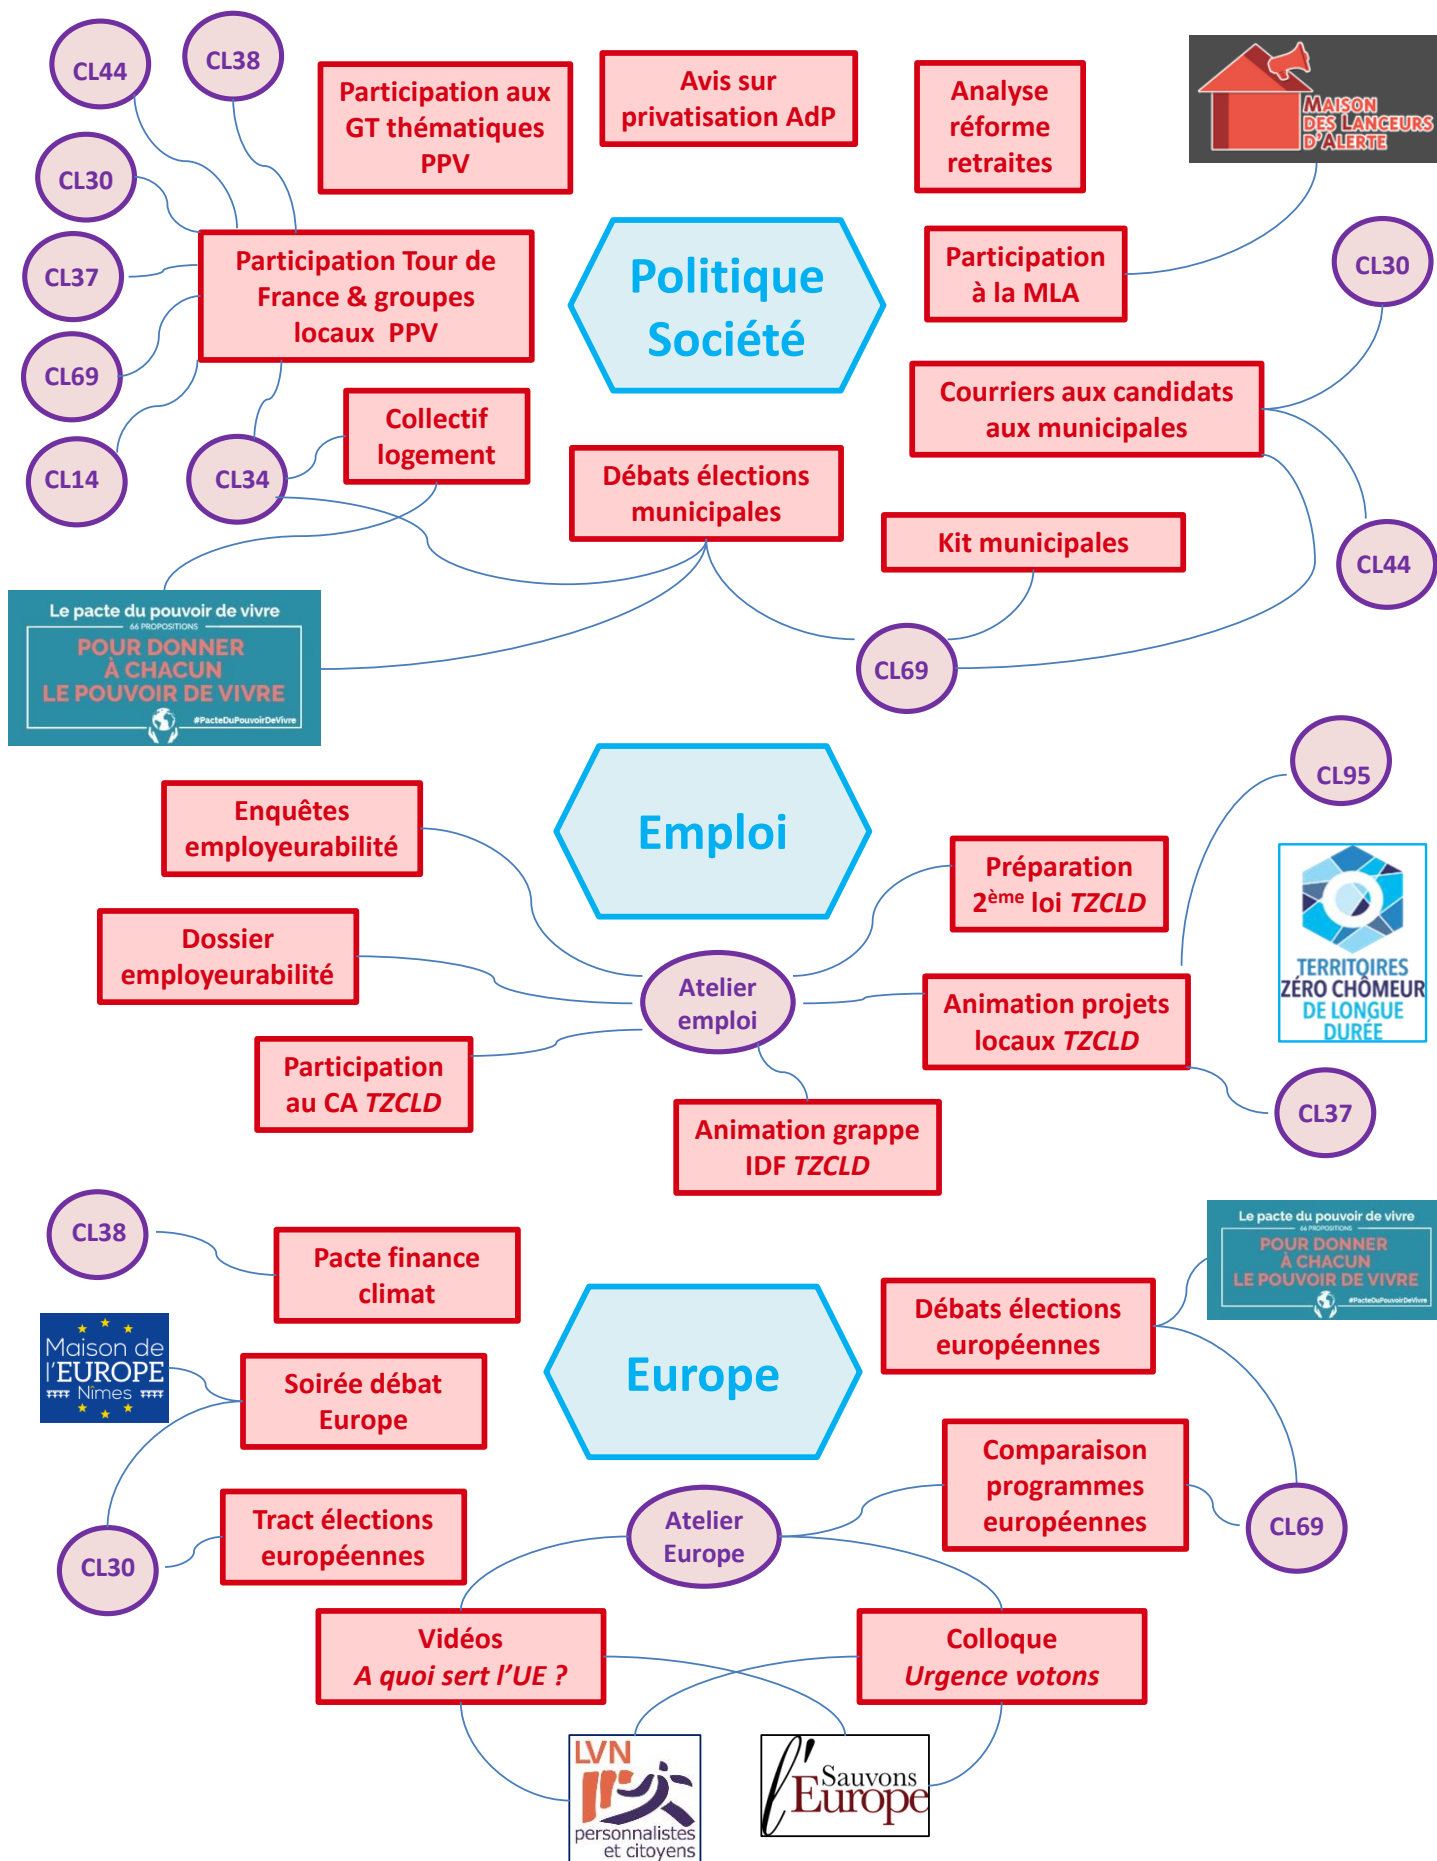 CL44
CL38
Participation aux
GT thématiques
PPV
Avis sur
privatisation AdP
Analyse
réforme
retraites
MAISON
DES LANCEURS
D'ALERTE
CL30
CL37
CL69
CL14
CL34
Participation Tour de
France & groupes
locaux PPV
Politique
Société
Participation
à la MLA
CL30
Collectif
logement
Courriers aux candidats
aux municipales
Débats élections
municipales
Kit municipales
CL44
CL69
Le pacte du pouvoir de vivre
66 PROPOSITIONS
POUR DONNER
À CHACUN
LE POUVOIR DE VIVRE
#PacteDuPouvoirDeVivre
Emploi
CL95
Enquêtes
employeurabilité
Préparation
2ème loi TZCLD
Dossier
employeurabilité
Atelier
emploi
Animation projets
locaux TZCLD
TERRITOIRES
ZÉRO CHÔMEUR
DE LONGUE
DURÉE
Participation
au CA TZCLD
Animation grappe
IDF TZCLD
CL37
CL38
Pacte finance
climat
Le pacte du pouvoir de vivre
66 PROPOSITIONS
POUR DONNER
À CHACUN
LE POUVOIR DE VIVRE
#PacteDuPouvoirDeVivre
Débats élections
européennes
Maison de
l'EUROPE
Nîmes
Soirée débat
Europe
Europe
Comparaison
programmes
européennes
Tract élections
européennes
Atelier
Europe
CL69
CL30
Vidéos
A quoi sert l’UE ?
Colloque
Urgence votons
LVN
personnalistes
et citoyens
Sauvons
l'Europe